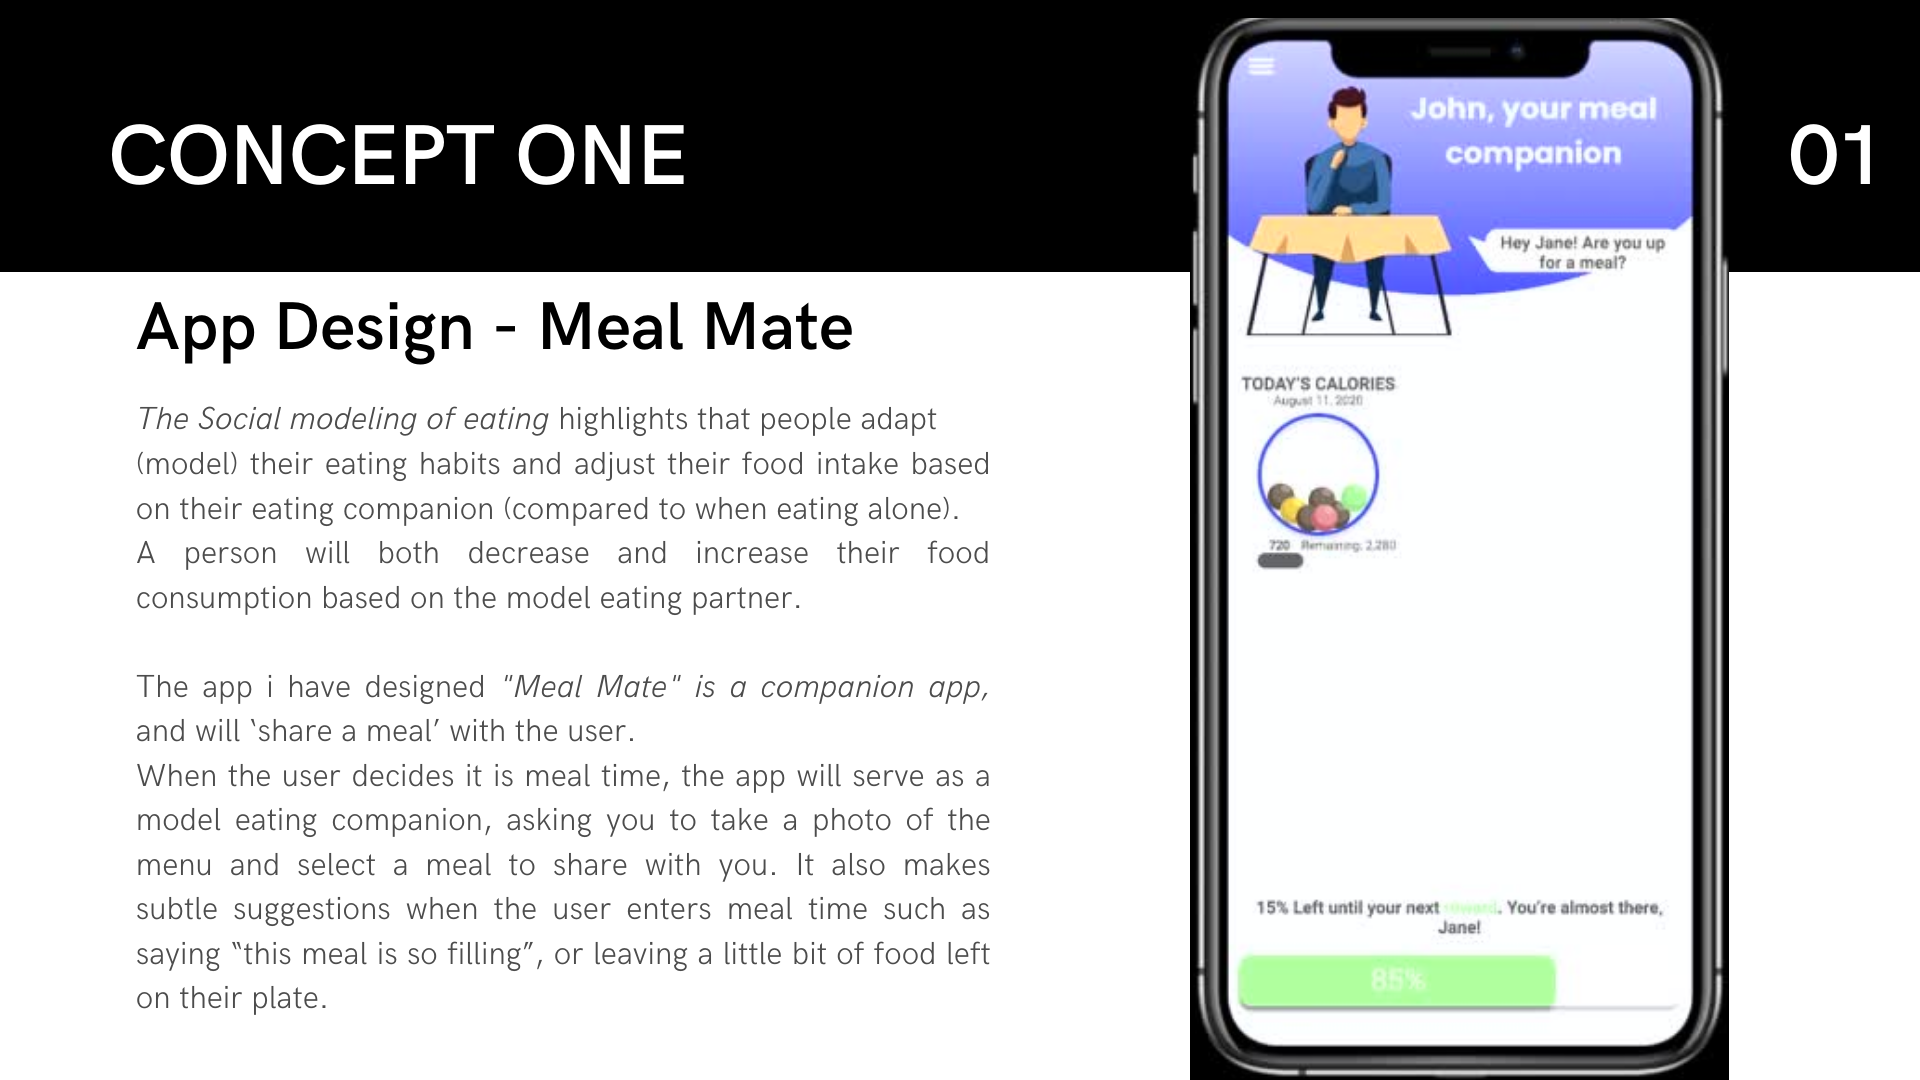 CONCEPT ONE
01
App Design - Meal Mate
The Social modeling of eating highlights that people adapt
(model) their eating habits and adjust their food intake based
on their eating companion (compared to when eating alone).
A person will both decrease and increase their food
consumption based on the model eating partner.
The app i have designed "Meal Mate" is a companion app,
and will ‘share a meal’ with the user.
When the user decides it is meal time, the app will serve as a
model eating companion, asking you to take a photo of the
menu and select a meal to share with you. It also makes
subtle suggestions when the user enters meal time such as
saying “this meal is so filling”, or leaving a little bit of food left
on their plate.
John, your meal
companion
Hey Jane! Are you up
for a meal?
TODAY'S CALORIES
August 11, 2020
720 Remaining: 2,280
15% Left until your next reward. You're almost there,
Jane!
85%